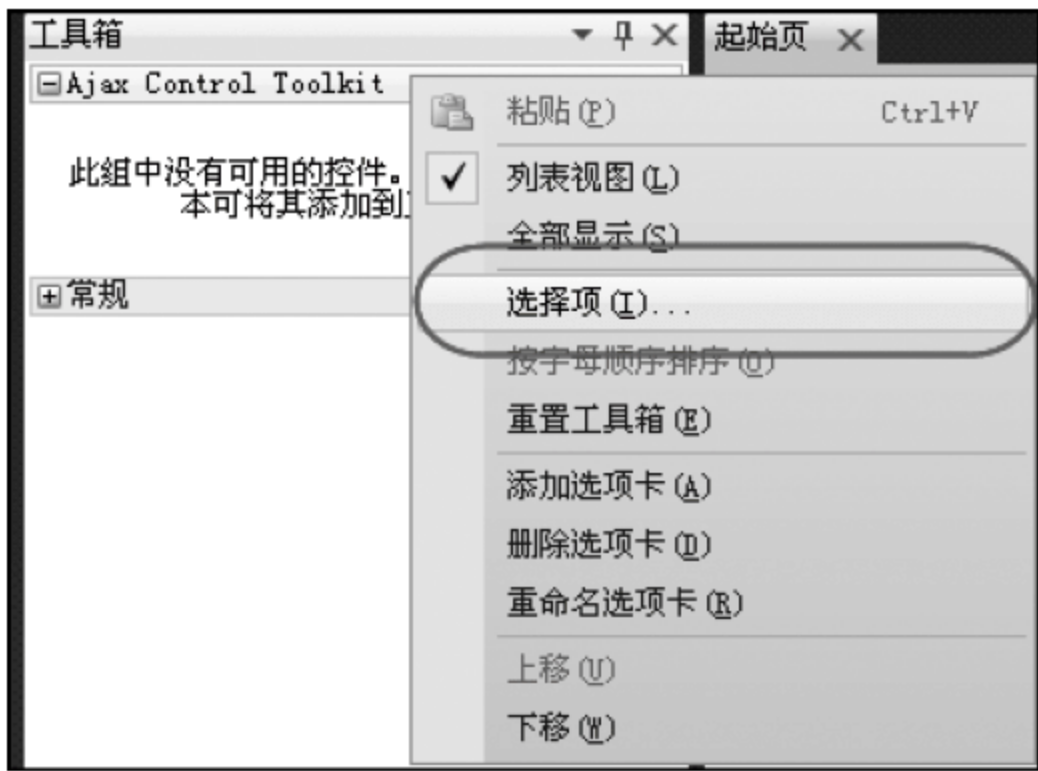 工具箱
起始页
Ajax Control Toolkit
此组中没有可用的控件。
本可将其添加到
常规
粘贴(P) Ctrl+V
列表视图(L)
全部显示(S)
选择项(I)...
按字母顺序排序(O)
重置工具箱(E)
添加选项卡(A)
删除选项卡(D)
重命名选项卡(R)
上移(U)
下移(W)